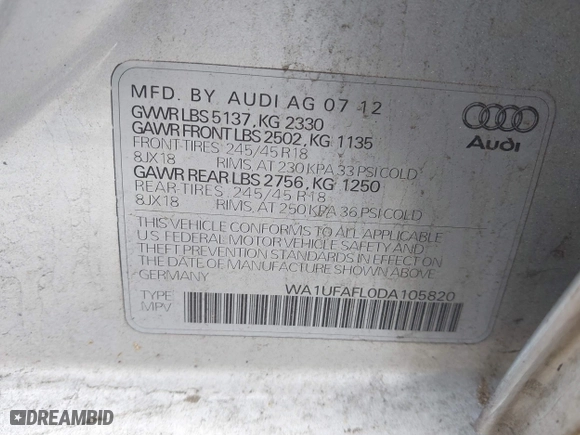 MFD. BY AUDI AG 07 12
GVWR LBS 5137, KG 2330
GAWR FRONT LBS 2502, KG 1135
FRONT-TIRES 245/45 R18
8JX18 RIMS, AT 230 KPA 33 PSI COLD
GAWR REAR LBS 2756, KG 1250
REAR-TIRES 245/45 R18
8JX18 RIMS, AT 250 KPA 36 PSI COLD
THIS VEHICLE CONFORMS TO ALL APPLICABLE
U.S. FEDERAL MOTOR VEHICLE SAFETY AND
THEFT PREVENTION STANDARDS IN EFFECT ON
THE DATE OF MANUFACTURE SHOWN ABOVE.
GERMANY
WA1UFAFL0DA105820
TYPE
MPV
Audi
DREAMBID